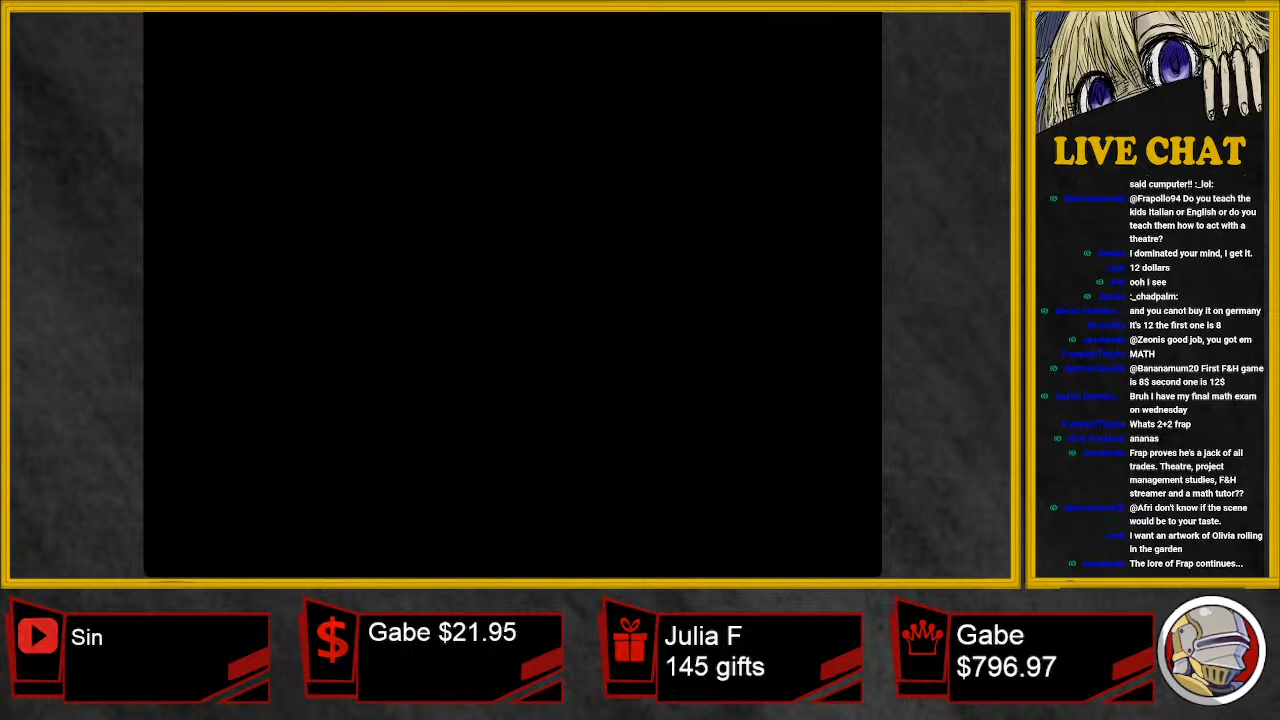 LIVE CHAT
said cumputer!! :_lol:
@Frapollo94 Do you teach the
kids Italian or English or do you
teach them how to act with a
theatre?
I dominated your mind, I get it.
12 dollars
ooh I see
:_chadpalm:
and you canot buy it on germany
It's 12 the first one is 8
@Zeonis good job, you got em
MATH
@Bananamum20 First F&H game
is 8$ second one is 12$
Bruh I have my final math exam
on wednesday
Whats 2+2 frap
ananas
Frap proves he's a jack of all
trades. Theatre, project
management studies, F&H
streamer and a math tutor??
@Afri don't know if the scene
would be to your taste.
I want an artwork of Olivia rolling
in the garden
The lore of Frap continues...
Sin
$
Gabe $21.95
Julia F
145 gifts
Gabe
$796.97